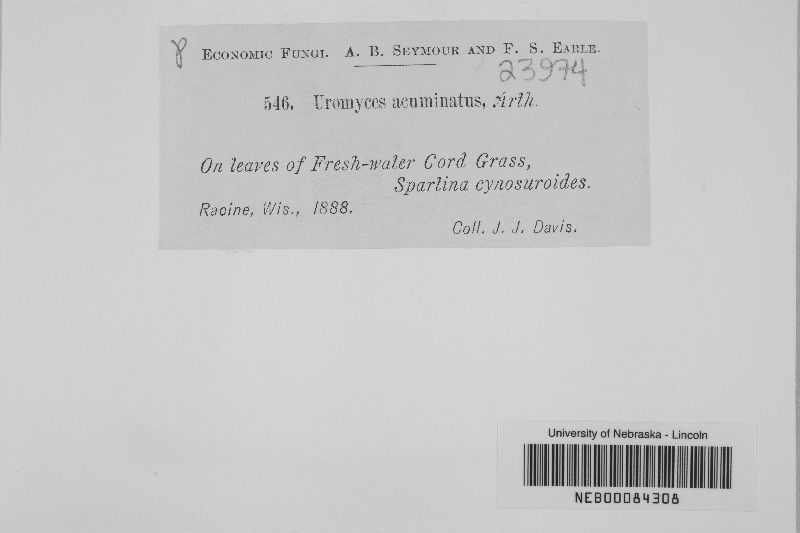 Economic Fungi. A. B. Seymour and F. S. Earle.
23974
546. Uromyces acuminatus, Arth.
On leaves of Fresh-water Cord Grass,
Spartina cynosuroides.
Racine, Wis., 1888.
Coll. J. J. Davis.
University of Nebraska - Lincoln
NEB00084308